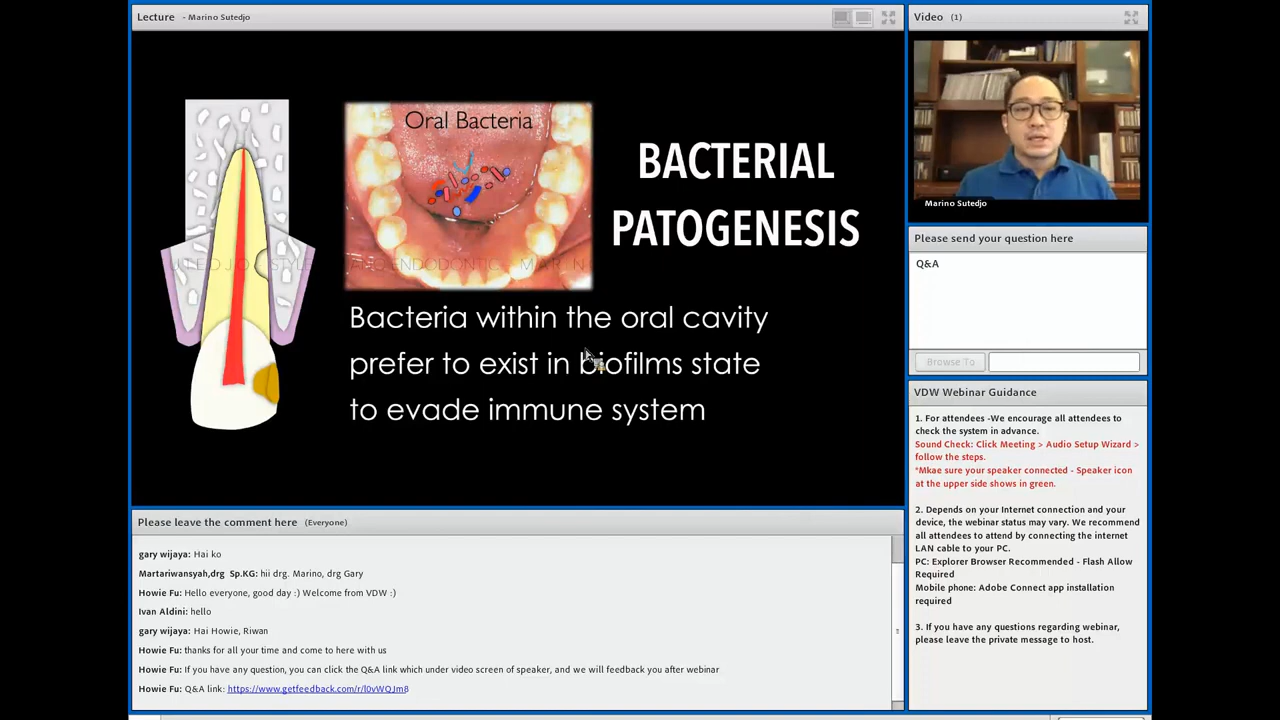 Lecture - Marino Sutedjo
Oral Bacteria
BACTERIAL
PATOGENESIS
Bacteria within the oral cavity
prefer to exist in biofilms state
to evade immune system
Please leave the comment here (Everyone)
gary wijaya: Hai ko
Martariwansyah,drg Sp.KG: hii drg. Marino, drg Gary
Howie Fu: Hello everyone, good day :) Welcome from VDW :)
Ivan Aldini: hello
gary wijaya: Hai Howie, Riwan
Howie Fu: thanks for all your time and come to here with us
Howie Fu: If you have any question, you can click the Q&A link which under video screen of speaker, and we will feedback you after webinar
Howie Fu: Q&A link: https://www.getfeedback.com/r/l0vWQJm8
Video (1)
Marino Sutedjo
Please send your question here
Q&A
Browse To
VDW Webinar Guidance
1. For attendees -We encourage all attendees to
check the system in advance.
Sound Check: Click Meeting > Audio Setup Wizard >
follow the steps.
*Mkae sure your speaker connected - Speaker icon
at the upper side shows in green.
2. Depends on your Internet connection and your
device, the webinar status may vary. We recommend
all attendees to attend by connecting the internet
LAN cable to your PC.
PC: Explorer Browser Recommended - Flash Allow
Required
Mobile phone: Adobe Connect app installation
required
3. If you have any questions regarding webinar,
please leave the private message to host.